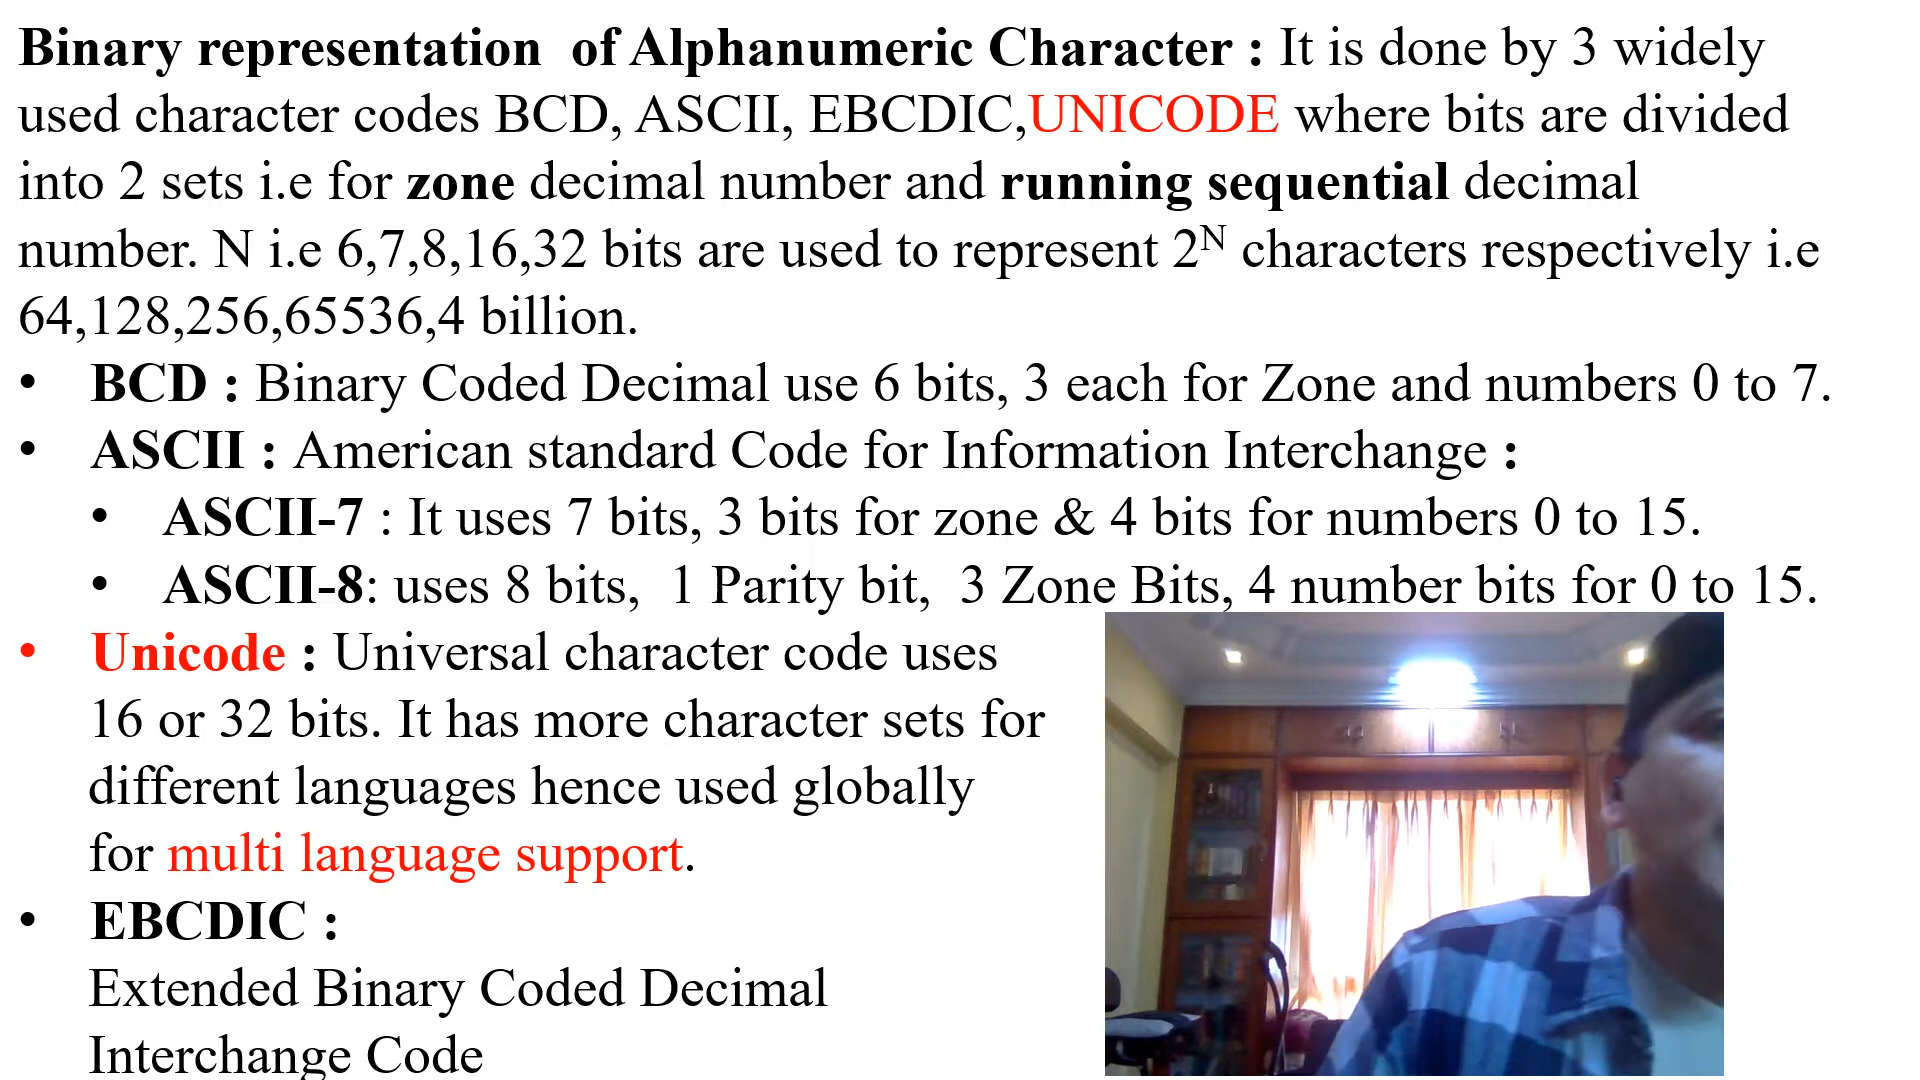 Binary representation of Alphanumeric Character : It is done by 3 widely
used character codes BCD, ASCII, EBCDIC,UNICODE where bits are divided
into 2 sets i.e for zone decimal number and running sequential decimal
number. N i.e 6,7,8,16,32 bits are used to represent 2ᴺ characters respectively i.e
64,128,256,65536,4 billion.
• BCD : Binary Coded Decimal use 6 bits, 3 each for Zone and numbers 0 to 7.
• ASCII : American standard Code for Information Interchange :
• ASCII-7 : It uses 7 bits, 3 bits for zone & 4 bits for numbers 0 to 15.
• ASCII-8: uses 8 bits, 1 Parity bit, 3 Zone Bits, 4 number bits for 0 to 15.
• Unicode : Universal character code uses
16 or 32 bits. It has more character sets for
different languages hence used globally
for multi language support.
• EBCDIC :
Extended Binary Coded Decimal
Interchange Code